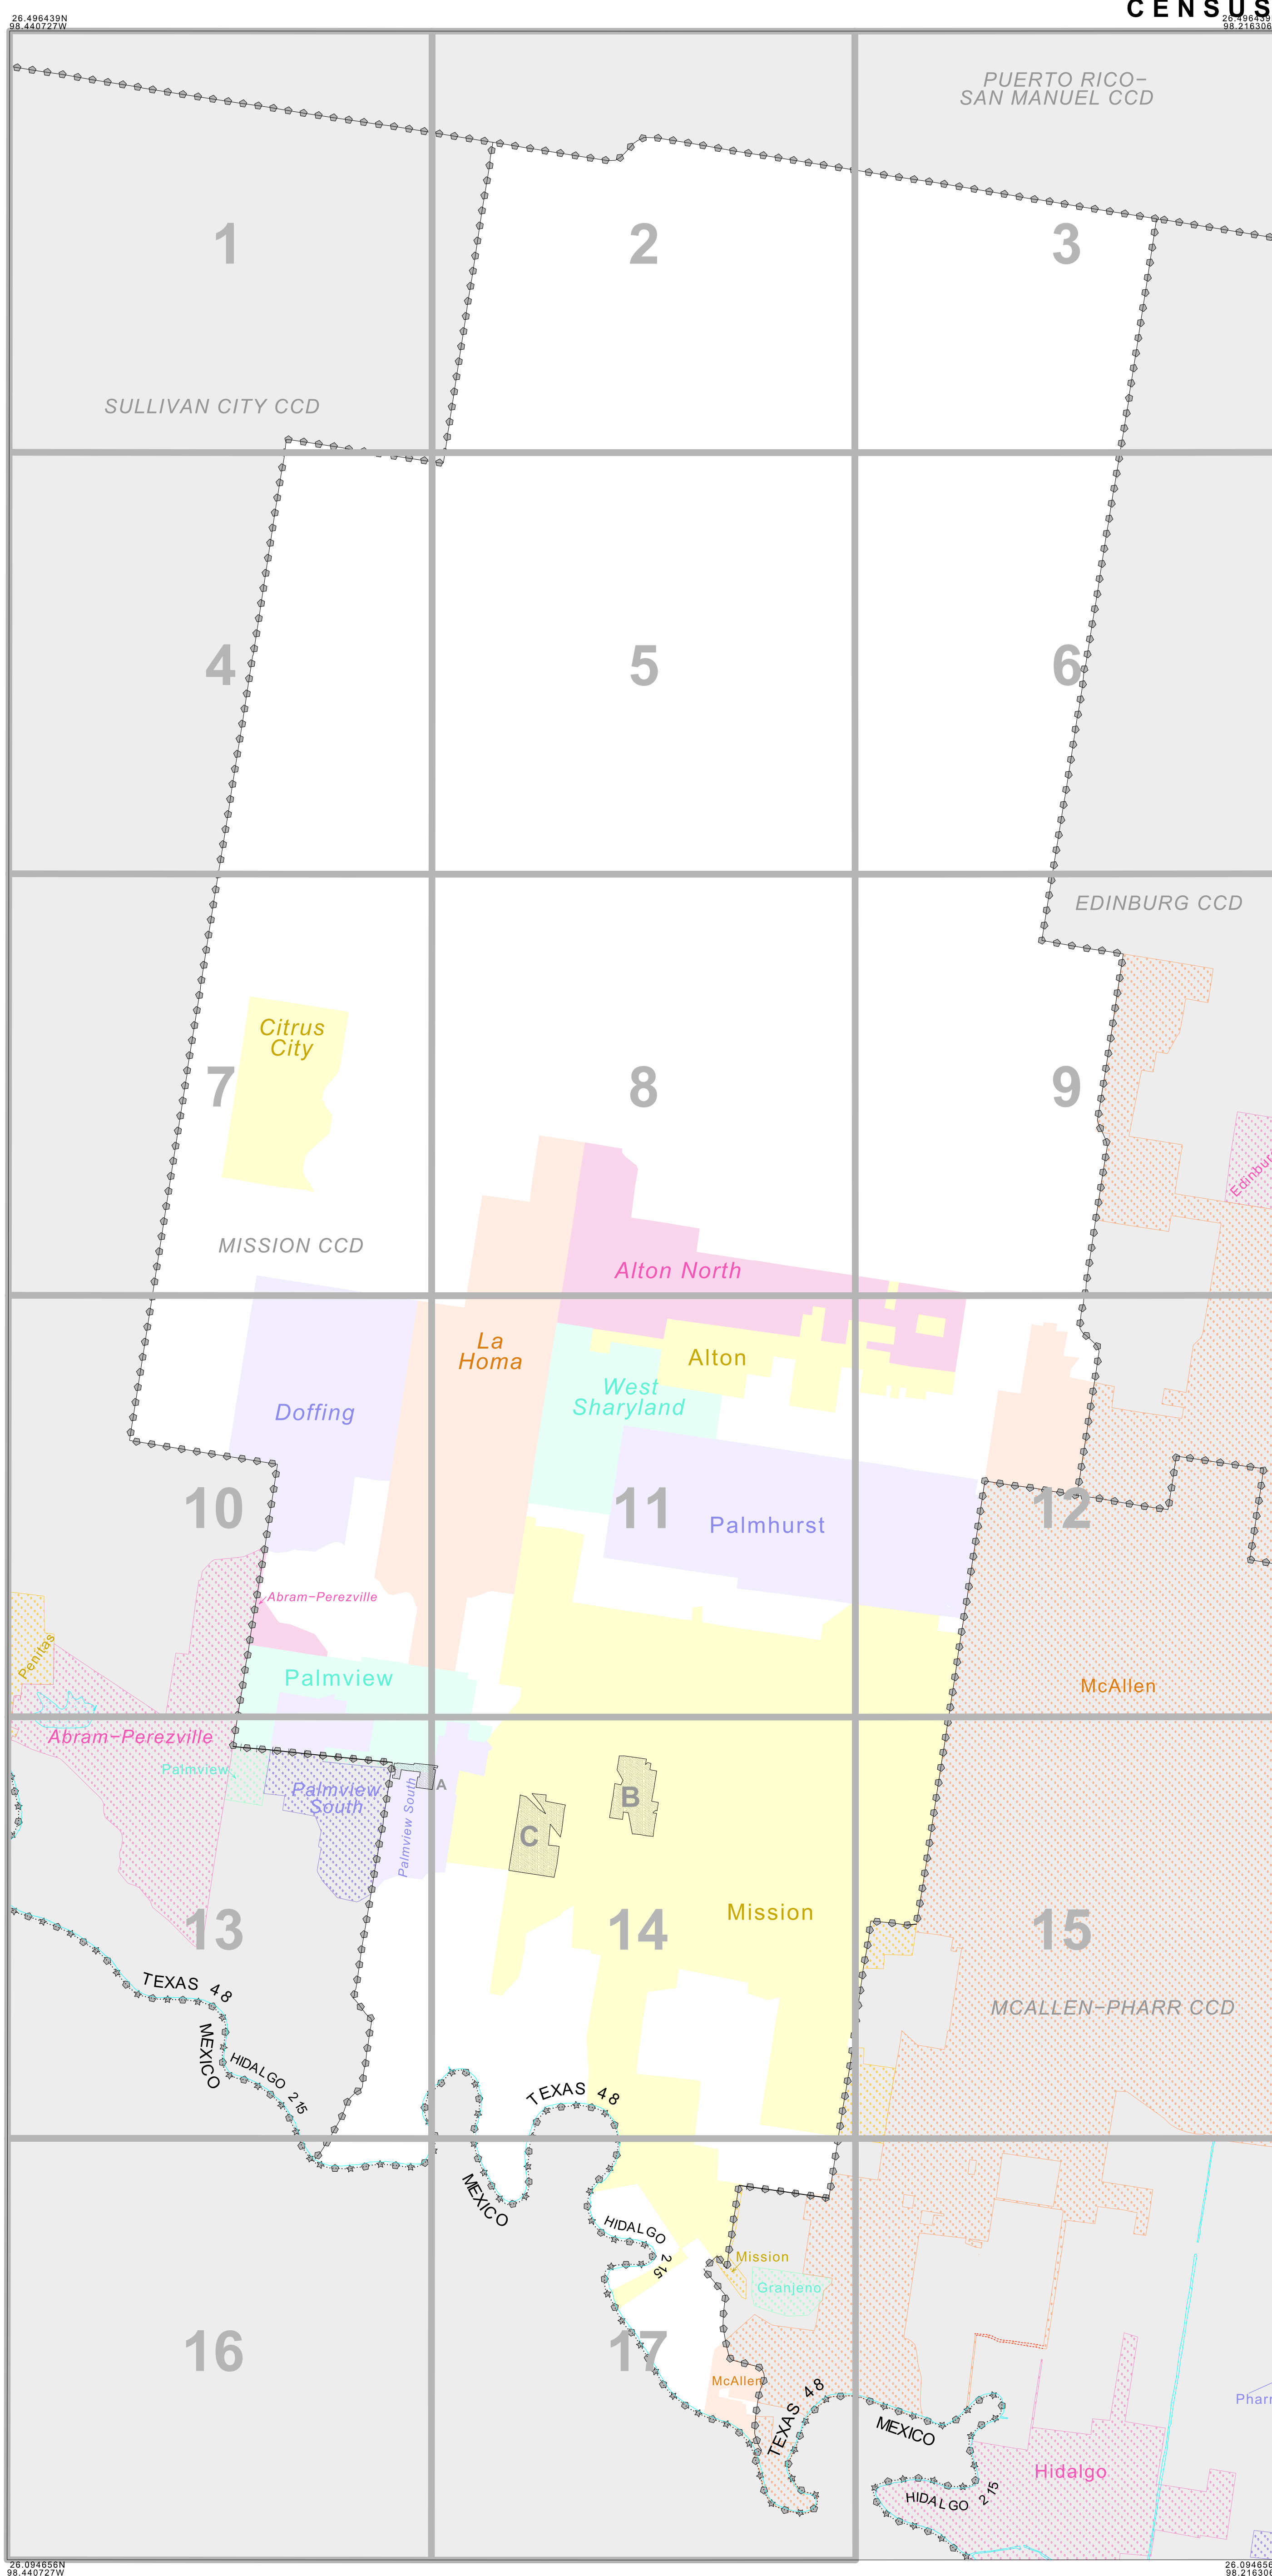 CENSUS
26.496439N
98.440727W
26.496439
98.216306
PUERTO RICO−
SAN MANUEL CCD
1
2
3
SULLIVAN CITY CCD
4
5
6
EDINBURG CCD
Citrus
City
7
8
9
Edinbur
MISSION CCD
Alton North
La
Homa
Alton
West
Sharyland
Doffing
10
11
12
Palmhurst
Abram−Perezville
Penitas
Palmview
McAllen
Abram−Perezville
Palmview
Palmview
South
Palmview South
A
B
C
Mission
13
14
15
TEXAS 48
MEXICO
HIDALGO 215
MCALLEN−PHARR CCD
TEXAS 48
MEXICO
HIDALGO 215
Mission
Granjeno
16
17
McAllen
TEXAS 48
MEXICO
Pharr
Hidalgo
HIDALGO 215
26.094656N
98.440727W
26.094656
98.216306